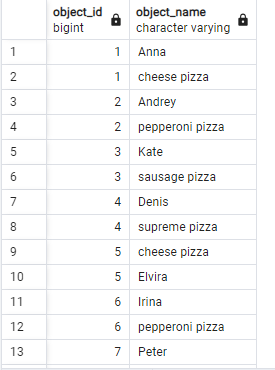 object_id object_name
bigint character varying
1 1 Anna
2 1 cheese pizza
3 2 Andrey
4 2 pepperoni pizza
5 3 Kate
6 3 sausage pizza
7 4 Denis
8 4 supreme pizza
9 5 cheese pizza
10 5 Elvira
11 6 Irina
12 6 pepperoni pizza
13 7 Peter